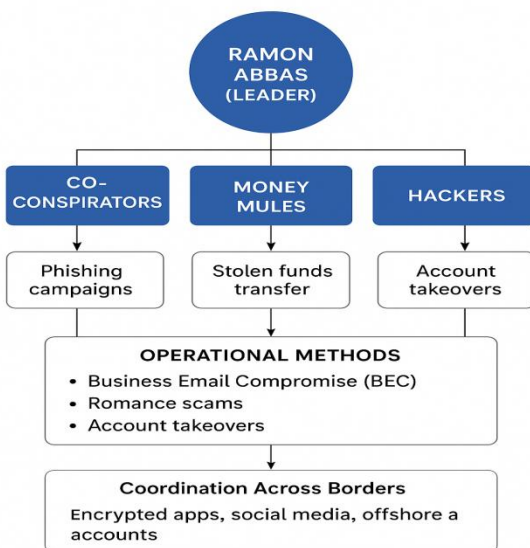 RAMON
ABBAS
(LEADER)
CO-
CONSPIRATORS
MONEY
MULES
HACKERS
Phishing
campaigns
Stolen funds
transfer
Account
takeovers
OPERATIONAL METHODS
• Business Email Compromise (BEC)
• Romance scams
• Account takeovers
Coordination Across Borders
Encrypted apps, social media, offshore a
accounts